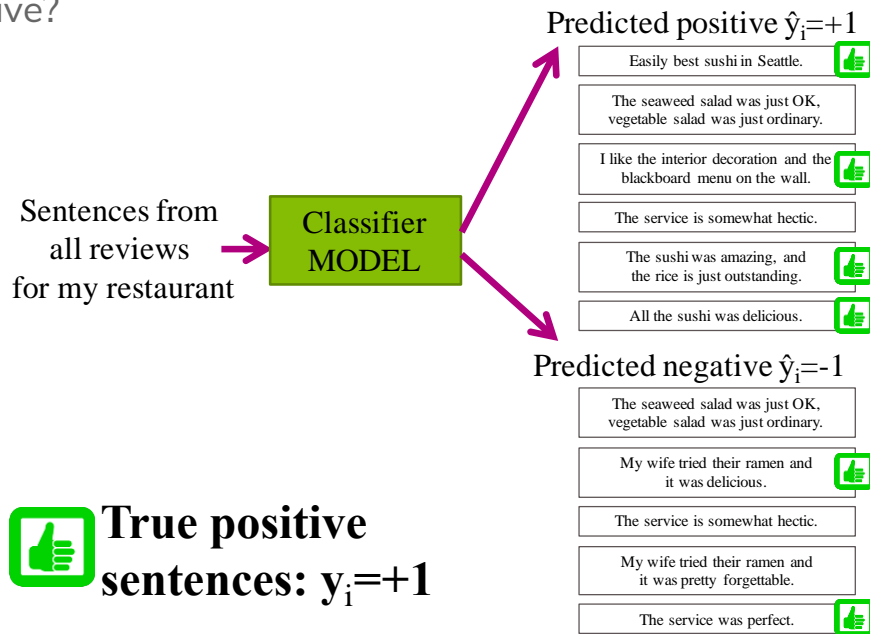 ive?
Sentences from
all reviews
for my restaurant
Classifier
MODEL
Predicted positive ŷᵢ=+1
Easily best sushi in Seattle.
The seaweed salad was just OK,
vegetable salad was just ordinary.
I like the interior decoration and the
blackboard menu on the wall.
The service is somewhat hectic.
The sushi was amazing, and
the rice is just outstanding.
All the sushi was delicious.
Predicted negative ŷᵢ=-1
The seaweed salad was just OK,
vegetable salad was just ordinary.
My wife tried their ramen and
it was delicious.
The service is somewhat hectic.
My wife tried their ramen and
it was pretty forgettable.
The service was perfect.
True positive
sentences: yᵢ=+1